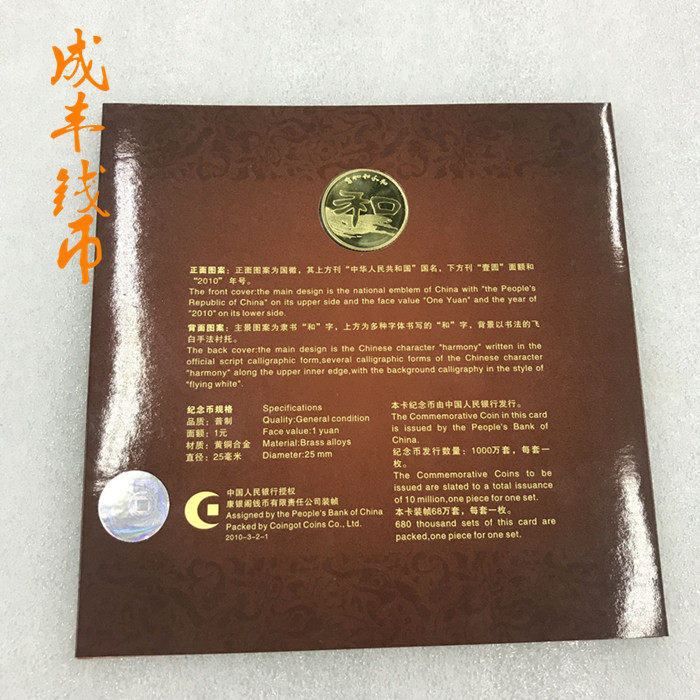 成丰钱币
和
正面图案：正面图案为国徽，其上方刊“中华人民共和国”国名，下方刊“壹圆”面额和
“2010”年号。
The front cover:the main design is the national emblem of China with "the People's
Republic of China" on its upper side and the face value "One Yuan" and the year of
"2010" on its lower side.
背面图案：主景图案为隶书“和”字，上方为多种字体书写的“和”字，背景以书法的飞
白手法衬托。
The back cover:the main design is the Chinese character "harmony" written in the
official script calligraphic form,several calligraphic forms of the Chinese character
"harmony" along the upper inner edge,with the background calligraphy in the style of
"flying white".
纪念币规格 Specifications
品质：普制 Quality:General condition
面额：1元 Face value:1 yuan
材质：黄铜合金 Material:Brass alloys
直径：25毫米 Diameter:25 mm
本卡纪念币由中国人民银行发行。
The Commemorative Coin in this card
is issued by the People's Bank of
China.
纪念币发行数量：1000万套，每套一
枚。
The Commemorative Coins to be
issued are slated to a total issuance
of 10 million,one piece for one set.
本卡装帧68万套，每套一枚。
680 thousand sets of this card are
packed,one piece for one set.
中国人民银行授权
康银阁钱币有限责任公司装帧
Assigned by the People's Bank of China
Packed by Coingot Coins Co., Ltd.
2010-3-2-1